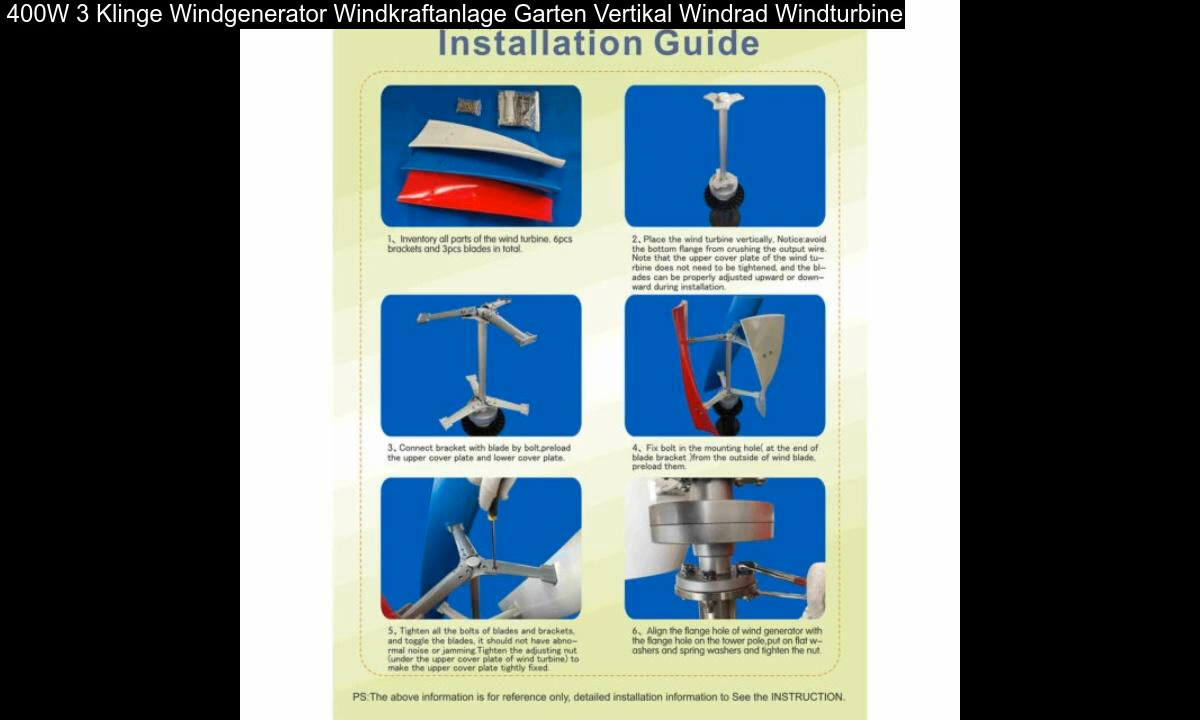 400W 3 Klinge Windgenerator Windkraftanlage Garten Vertikal Windrad Windturbine
Installation Guide
1、Inventory all parts of the wind turbine. 6pcs
brackets and 3pcs blades in total.
2、Place the wind turbine vertically, Notice:avoid
the bottom flange from crushing the output wire.
Note that the upper cover plate of the wind tu-
rbine does not need to be tightened, and the bl-
ades can be properly adjusted upward or down-
ward during installation.
3、Connect bracket with blade by bolt,preload
the upper cover plate and lower cover plate.
4、Fix bolt in the mounting hole( at the end of
blade bracket )from the outside of wind blade,
preload them.
5、Tighten all the bolts of blades and brackets,
and toggle the blades, it should not have abno-
rmal noise or jamming.Tighten the adjusting nut
(under the upper cover plate of wind turbine) to
make the upper cover plate tightly fixed.
6、Align the flange hole of wind generator with
the flange hole on the tower pole,put on flat w-
ashers and spring washers and tighten the nut.
PS:The above information is for reference only, detailed installation information to See the INSTRUCTION.